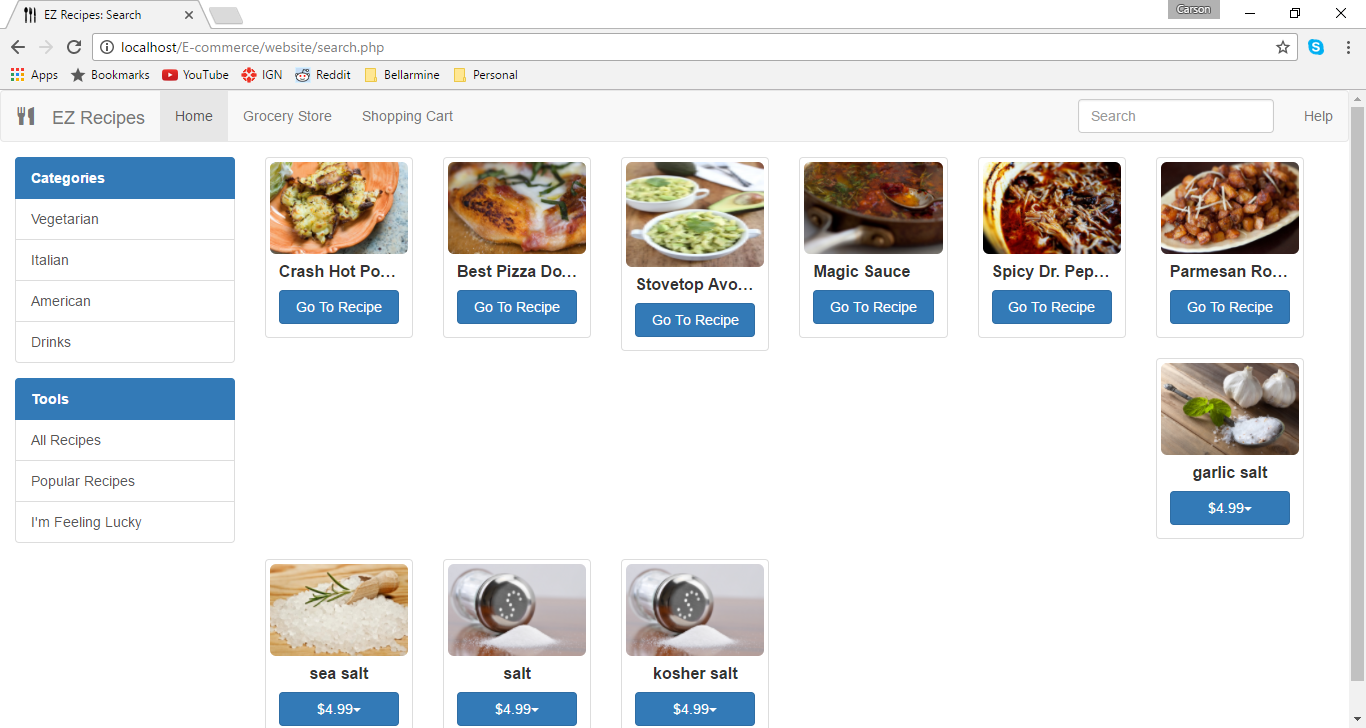 EZ Recipes: Search
Carson
localhost/E-commerce/website/search.php
Apps Bookmarks YouTube IGN Reddit Bellarmine Personal
EZ Recipes Home Grocery Store Shopping Cart Search Help
Categories
Vegetarian
Italian
American
Drinks
Tools
All Recipes
Popular Recipes
I'm Feeling Lucky
Crash Hot Po...
Go To Recipe
Best Pizza Do...
Go To Recipe
Stovetop Avo...
Go To Recipe
Magic Sauce
Go To Recipe
Spicy Dr. Pep...
Go To Recipe
Parmesan Ro...
Go To Recipe
garlic salt
$4.99
sea salt
$4.99
salt
$4.99
kosher salt
$4.99